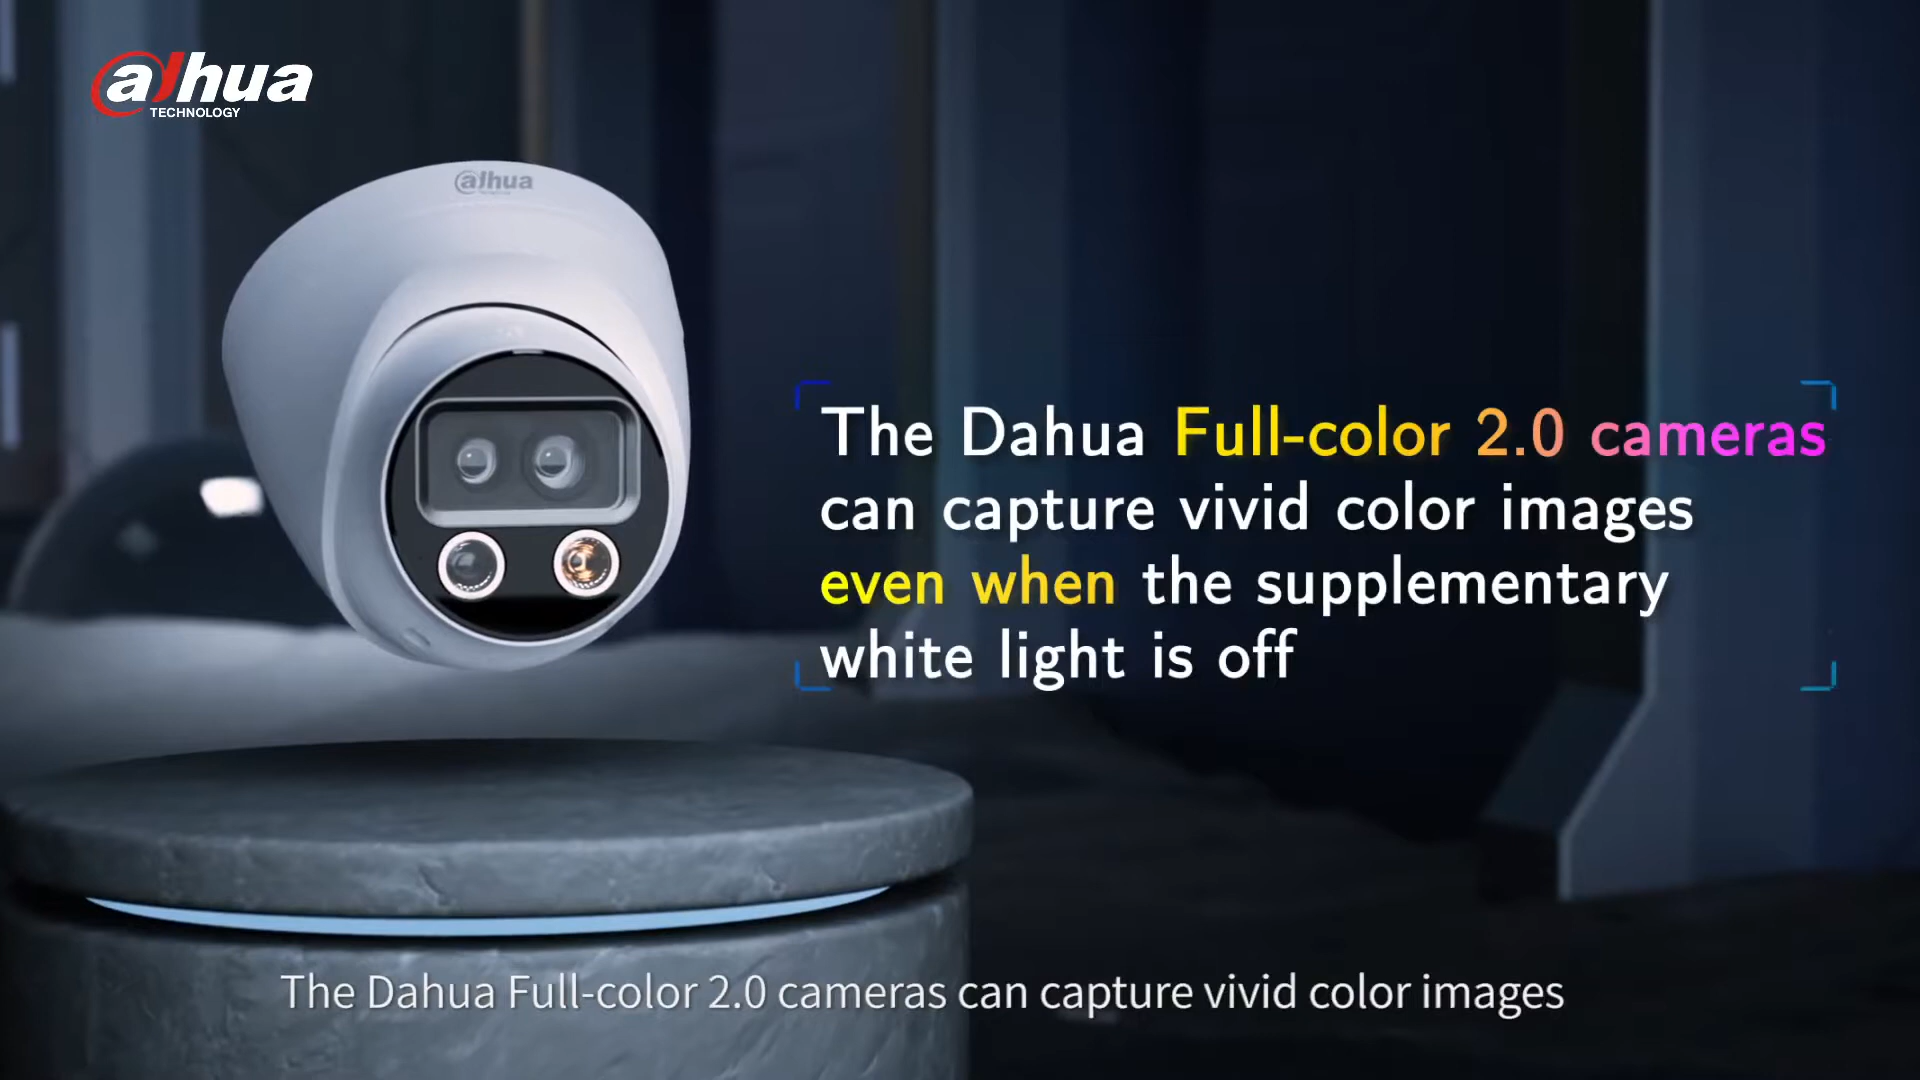 alhua
TECHNOLOGY
alhua
The Dahua Full-color 2.0 cameras
can capture vivid color images
even when the supplementary
white light is off
The Dahua Full-color 2.0 cameras can capture vivid color images